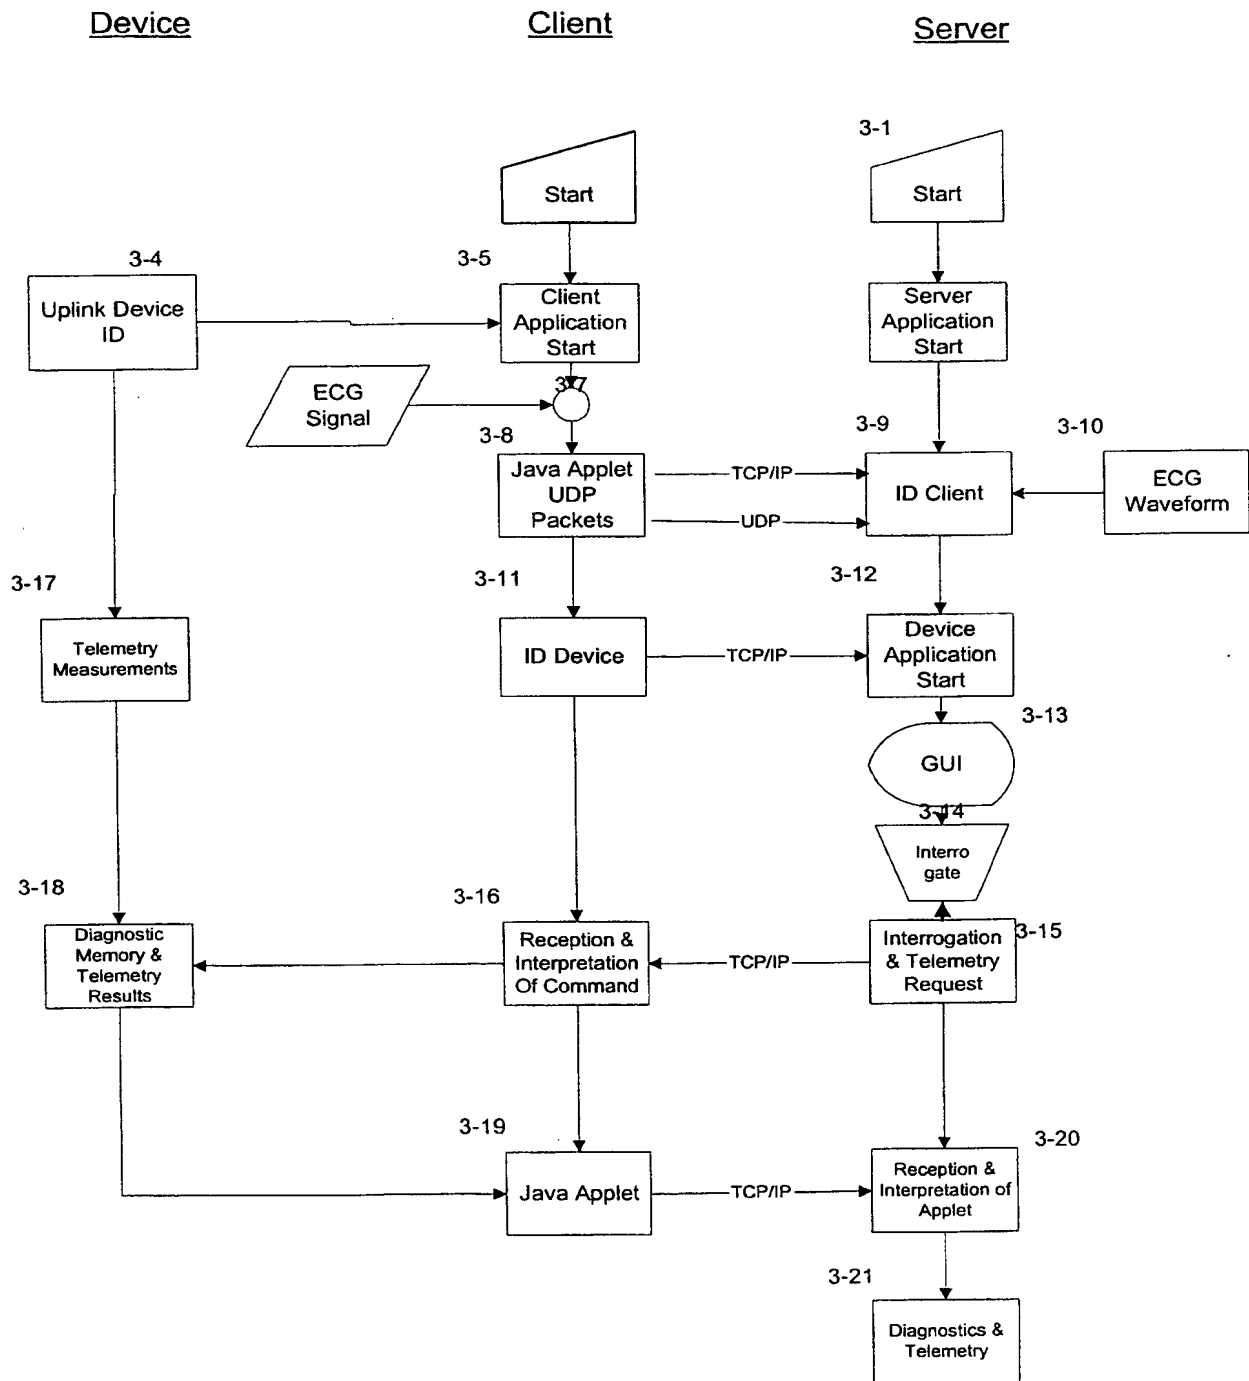 Device
Client
Server
3-1
Start
Start
3-4
3-5
Uplink Device
ID
Client
Application
Start
Server
Application
Start
ECG
Signal
3-7
3-8
3-9
3-10
Java Applet
UDP
Packets
TCP/IP
UDP
ID Client
ECG
Waveform
3-17
3-11
3-12
Telemetry
Measurements
ID Device
TCP/IP
Device
Application
Start
3-13
GUI
3-14
Interro
gate
3-18
3-16
3-15
Diagnostic
Memory &
Telemetry
Results
Reception &
Interpretation
Of Command
TCP/IP
Interrogation
& Telemetry
Request
3-19
3-20
Java Applet
TCP/IP
Reception &
Interpretation of
Applet
3-21
Diagnostics &
Telemetry